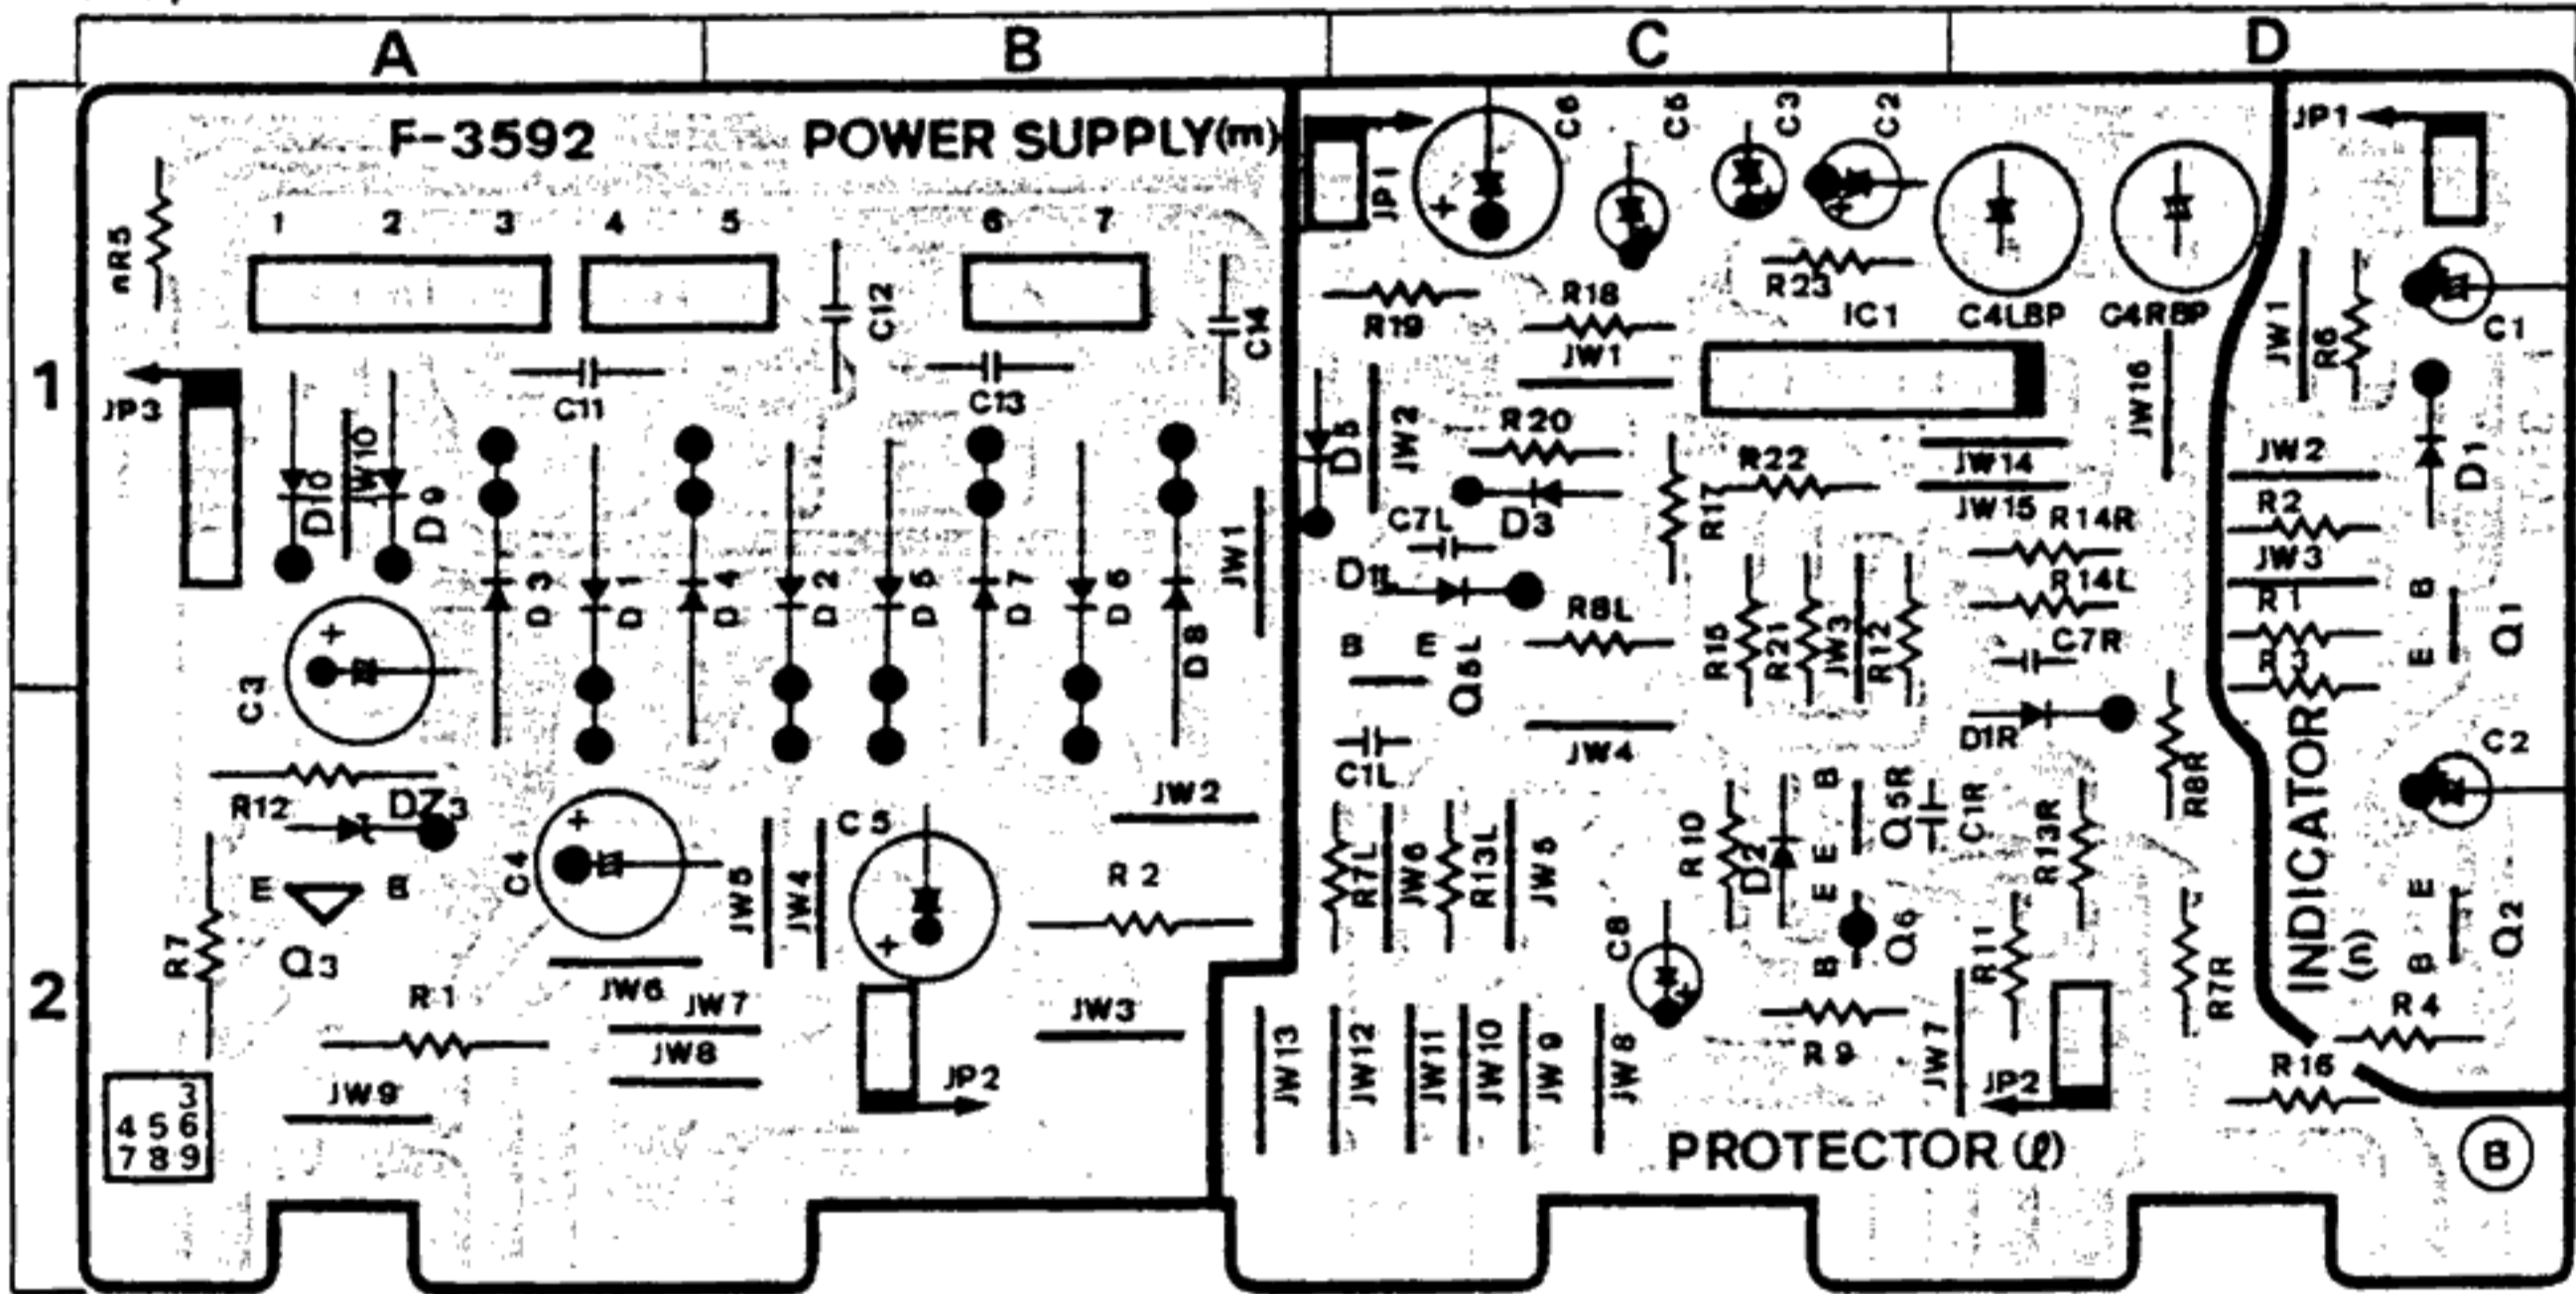 A B C D
1
2
F-3592 POWER SUPPLY(m)
nR5
1 2 3 4 5 6 7
C12
C14
C11
C13
JP3
D10
JW10
D9
D3
D1
D4
D2
D5
D7
D6
D8
JW1
C3
R12
DZ3
E B
Q3
R7
C4
C5
JW5
JW4
JW2
R2
R1
JW6
JW7
JW8
JW3
JW9
JP2
3
4 5 6
7 8 9
JP1
C6
C5
C3
C2
R19
R18
JW1
R23
IC1
C4LBP
C4RBP
JW16
D5
JW2
R20
D3
C7L
R17
R22
JW14
JW15
R14R
R14L
D1L
R8L
B E
Q5L
R15
R21
JW3
R12
C7R
D1R
R8R
JW4
C1L
R7L
JW6
R13L
JW5
R10
D2
B
E
Q5R
C1R
R13R
E
B
Q6
C8
R11
R7R
R9
JW7
JP2
JW13
JW12
JW11
JW10
JW9
JW8
PROTECTOR (ℓ)
R16
JP1
C1
JW1
R6
D1
JW2
R2
JW3
R1
R3
B
E
Q1
C2
INDICATOR
(n)
E
B
Q2
R4
B